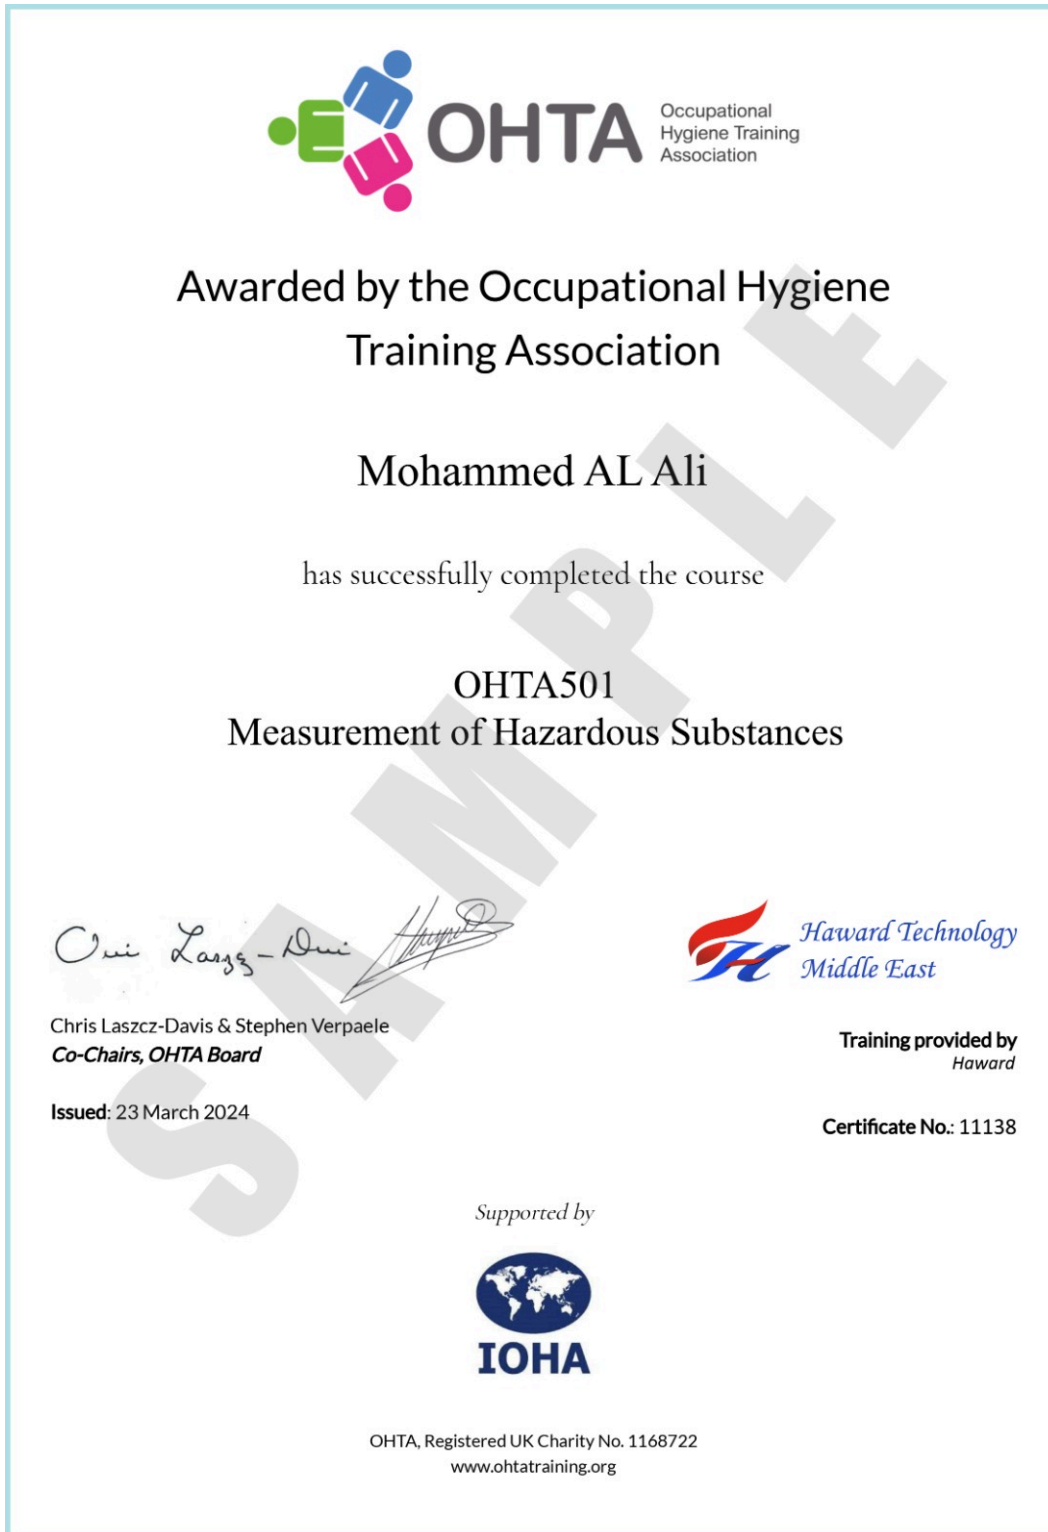 OHTA
Occupational
Hygiene Training
Association
Awarded by the Occupational Hygiene
Training Association
Mohammed AL Ali
has successfully completed the course
OHTA501
Measurement of Hazardous Substances
SAMPLE
Haward Technology
Middle East
Chris Laszcz-Davis & Stephen Verpaele
Co-Chairs, OHTA Board
Training provided by
Haward
Issued: 23 March 2024
Certificate No.: 11138
Supported by
IOHA
OHTA, Registered UK Charity No. 1168722
www.ohtatraining.org